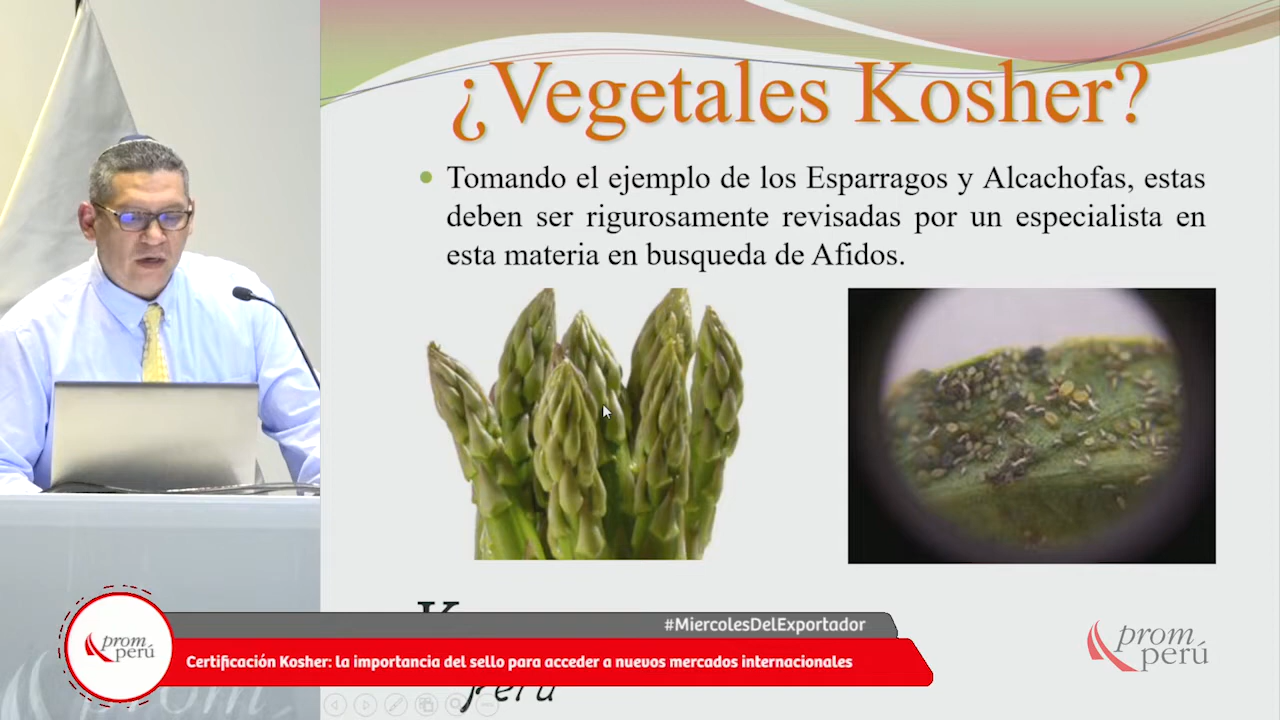 ¿Vegetales Kosher?
Tomando el ejemplo de los Esparragos y Alcachofas, estas
deben ser rigurosamente revisadas por un especialista en
esta materia en busqueda de Afidos.
#MiercolesDelExportador
prom
perú
Certificación Kosher: la importancia del sello para acceder a nuevos mercados internacionales
prom
perú
prom